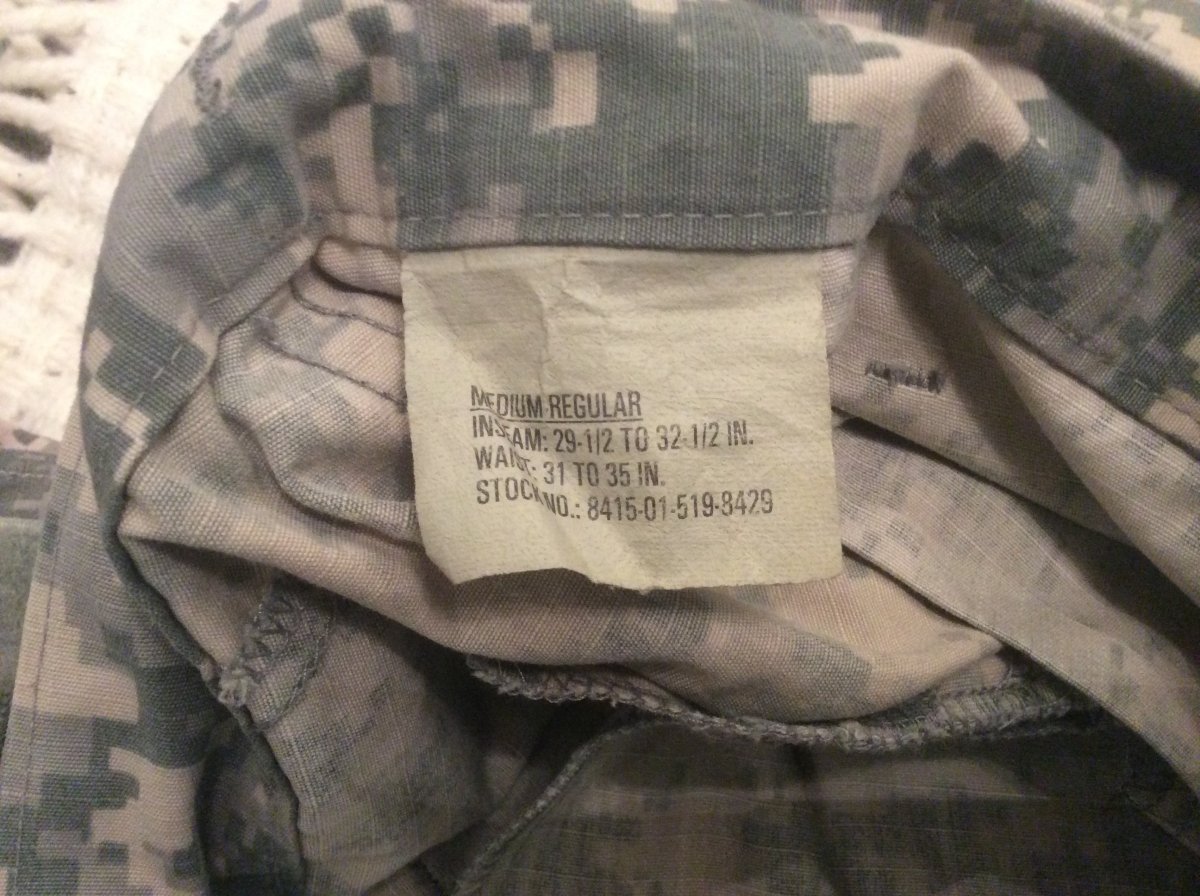 MEDIUM REGULAR
INSEAM: 29-1/2 TO 32-1/2 IN.
WAIST: 31 TO 35 IN.
STOCK NO.: 8415-01-519-8429